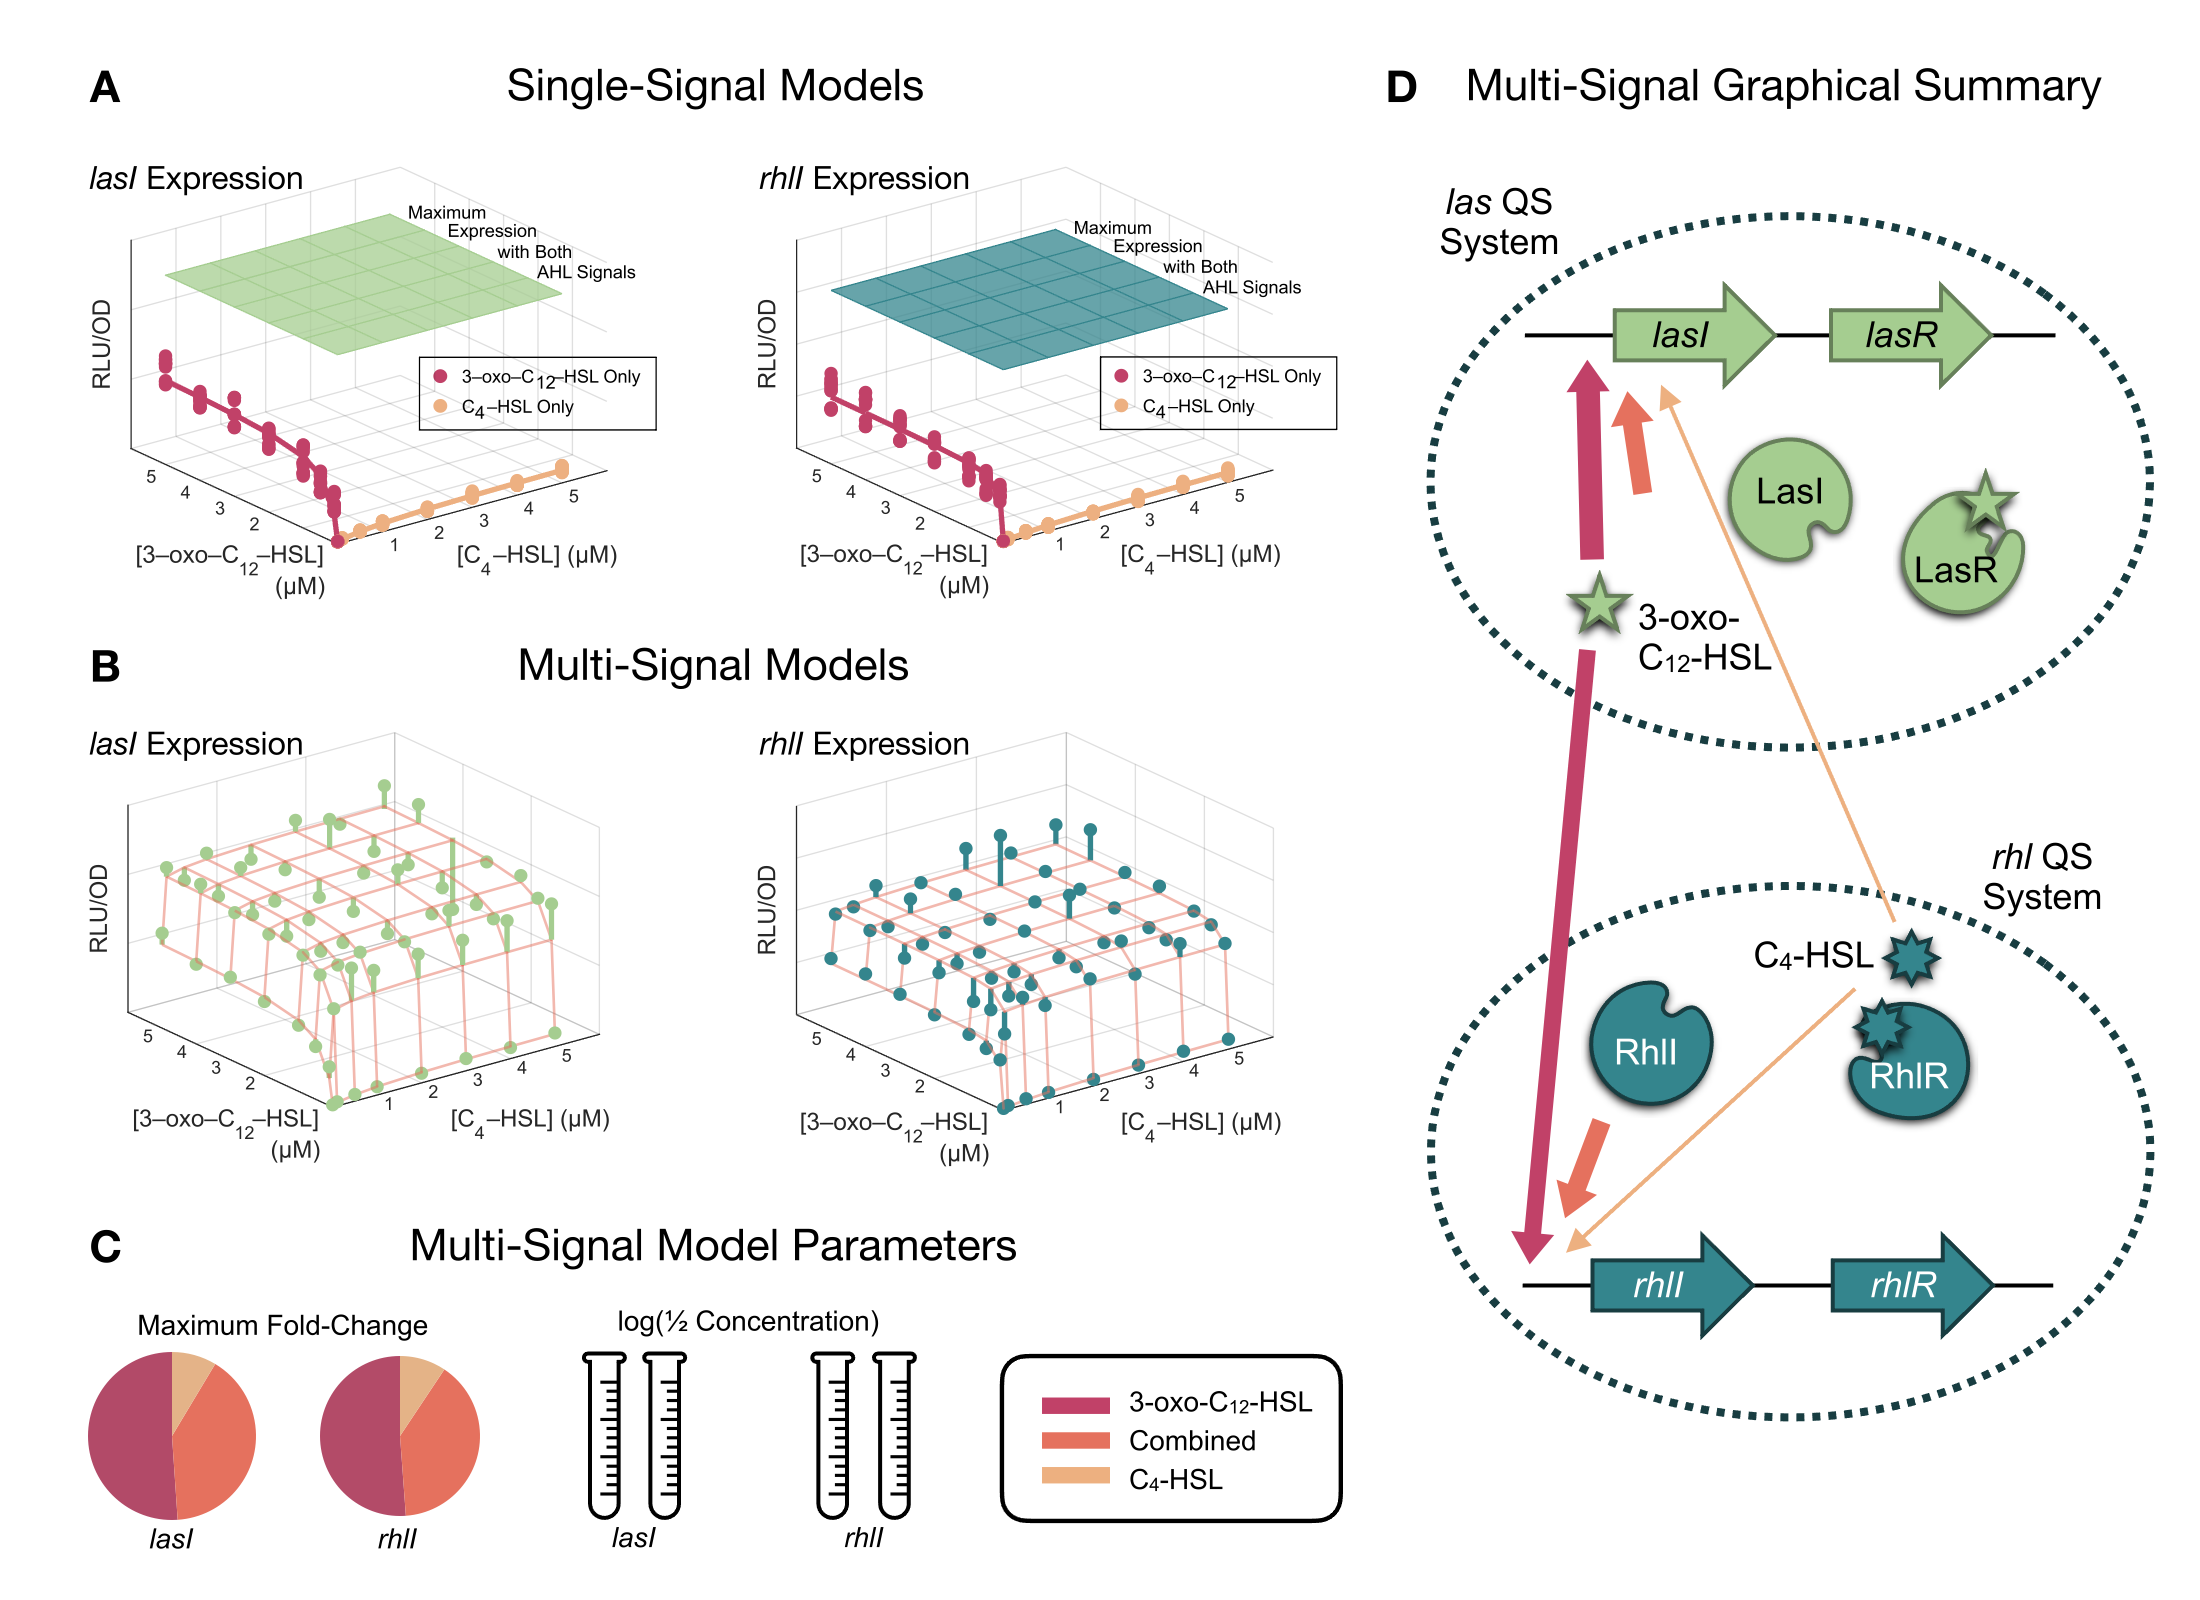 A
Single-Signal Models
lasI Expression
Maximum
Expression
with Both
AHL Signals
RLU/OD
3–oxo–C12–HSL Only
C4–HSL Only
5
4
3
2
1
2
3
4
5
[3–oxo–C12–HSL]
(μM)
[C4–HSL] (μM)
rhlI Expression
Maximum
Expression
with Both
AHL Signals
RLU/OD
3–oxo–C12–HSL Only
C4–HSL Only
5
4
3
2
1
2
3
4
5
[3–oxo–C12–HSL]
(μM)
[C4–HSL] (μM)
B
Multi-Signal Models
lasI Expression
RLU/OD
5
4
3
2
1
2
3
4
5
[3–oxo–C12–HSL]
(μM)
[C4–HSL] (μM)
rhlI Expression
RLU/OD
5
4
3
2
1
2
3
4
5
[3–oxo–C12–HSL]
(μM)
[C4–HSL] (μM)
C
Multi-Signal Model Parameters
Maximum Fold-Change
lasI
rhlI
log(½ Concentration)
lasI
rhlI
3-oxo-C12-HSL
Combined
C4-HSL
D
Multi-Signal Graphical Summary
las QS
System
lasI
lasR
LasI
LasR
3-oxo-
C12-HSL
rhl QS
System
C4-HSL
RhlI
RhlR
rhlI
rhlR